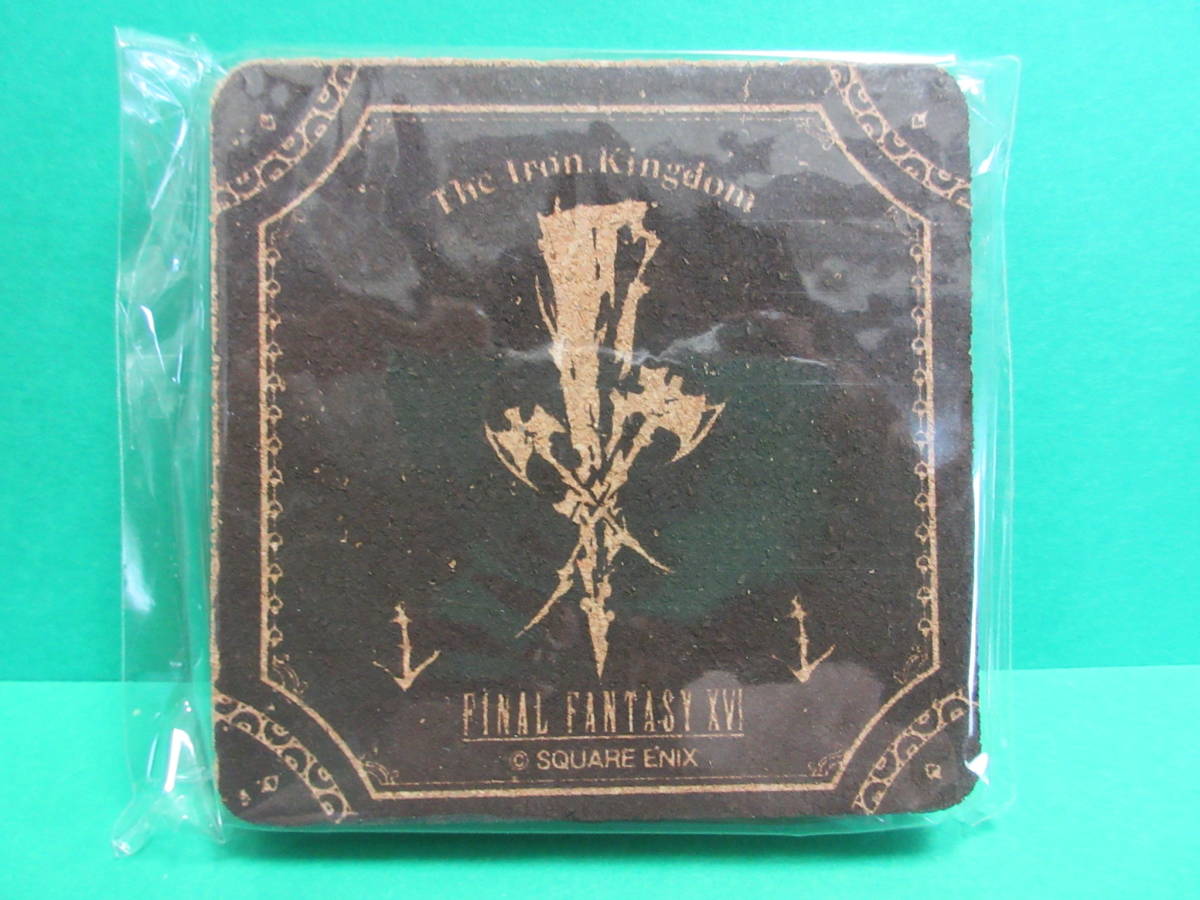 The Iron Kingdom
FINAL FANTASY XVI
© SQUARE ENIX